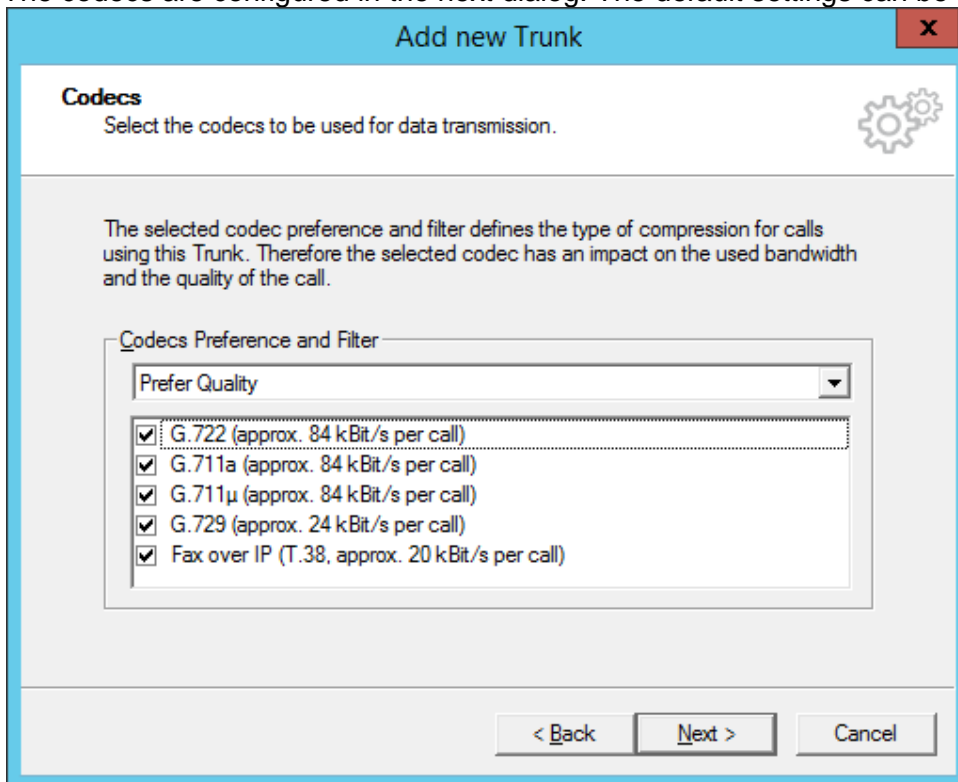 The codecs are configured in the next dialog. The default settings can be
Add new Trunk
x
Codecs
Select the codecs to be used for data transmission.
The selected codec preference and filter defines the type of compression for calls
using this Trunk. Therefore the selected codec has an impact on the used bandwidth
and the quality of the call.
Codecs Preference and Filter
Prefer Quality
G.722 (approx. 84 kBit/s per call)
G.711a (approx. 84 kBit/s per call)
G.711µ (approx. 84 kBit/s per call)
G.729 (approx. 24 kBit/s per call)
Fax over IP (T.38, approx. 20 kBit/s per call)
< Back Next > Cancel